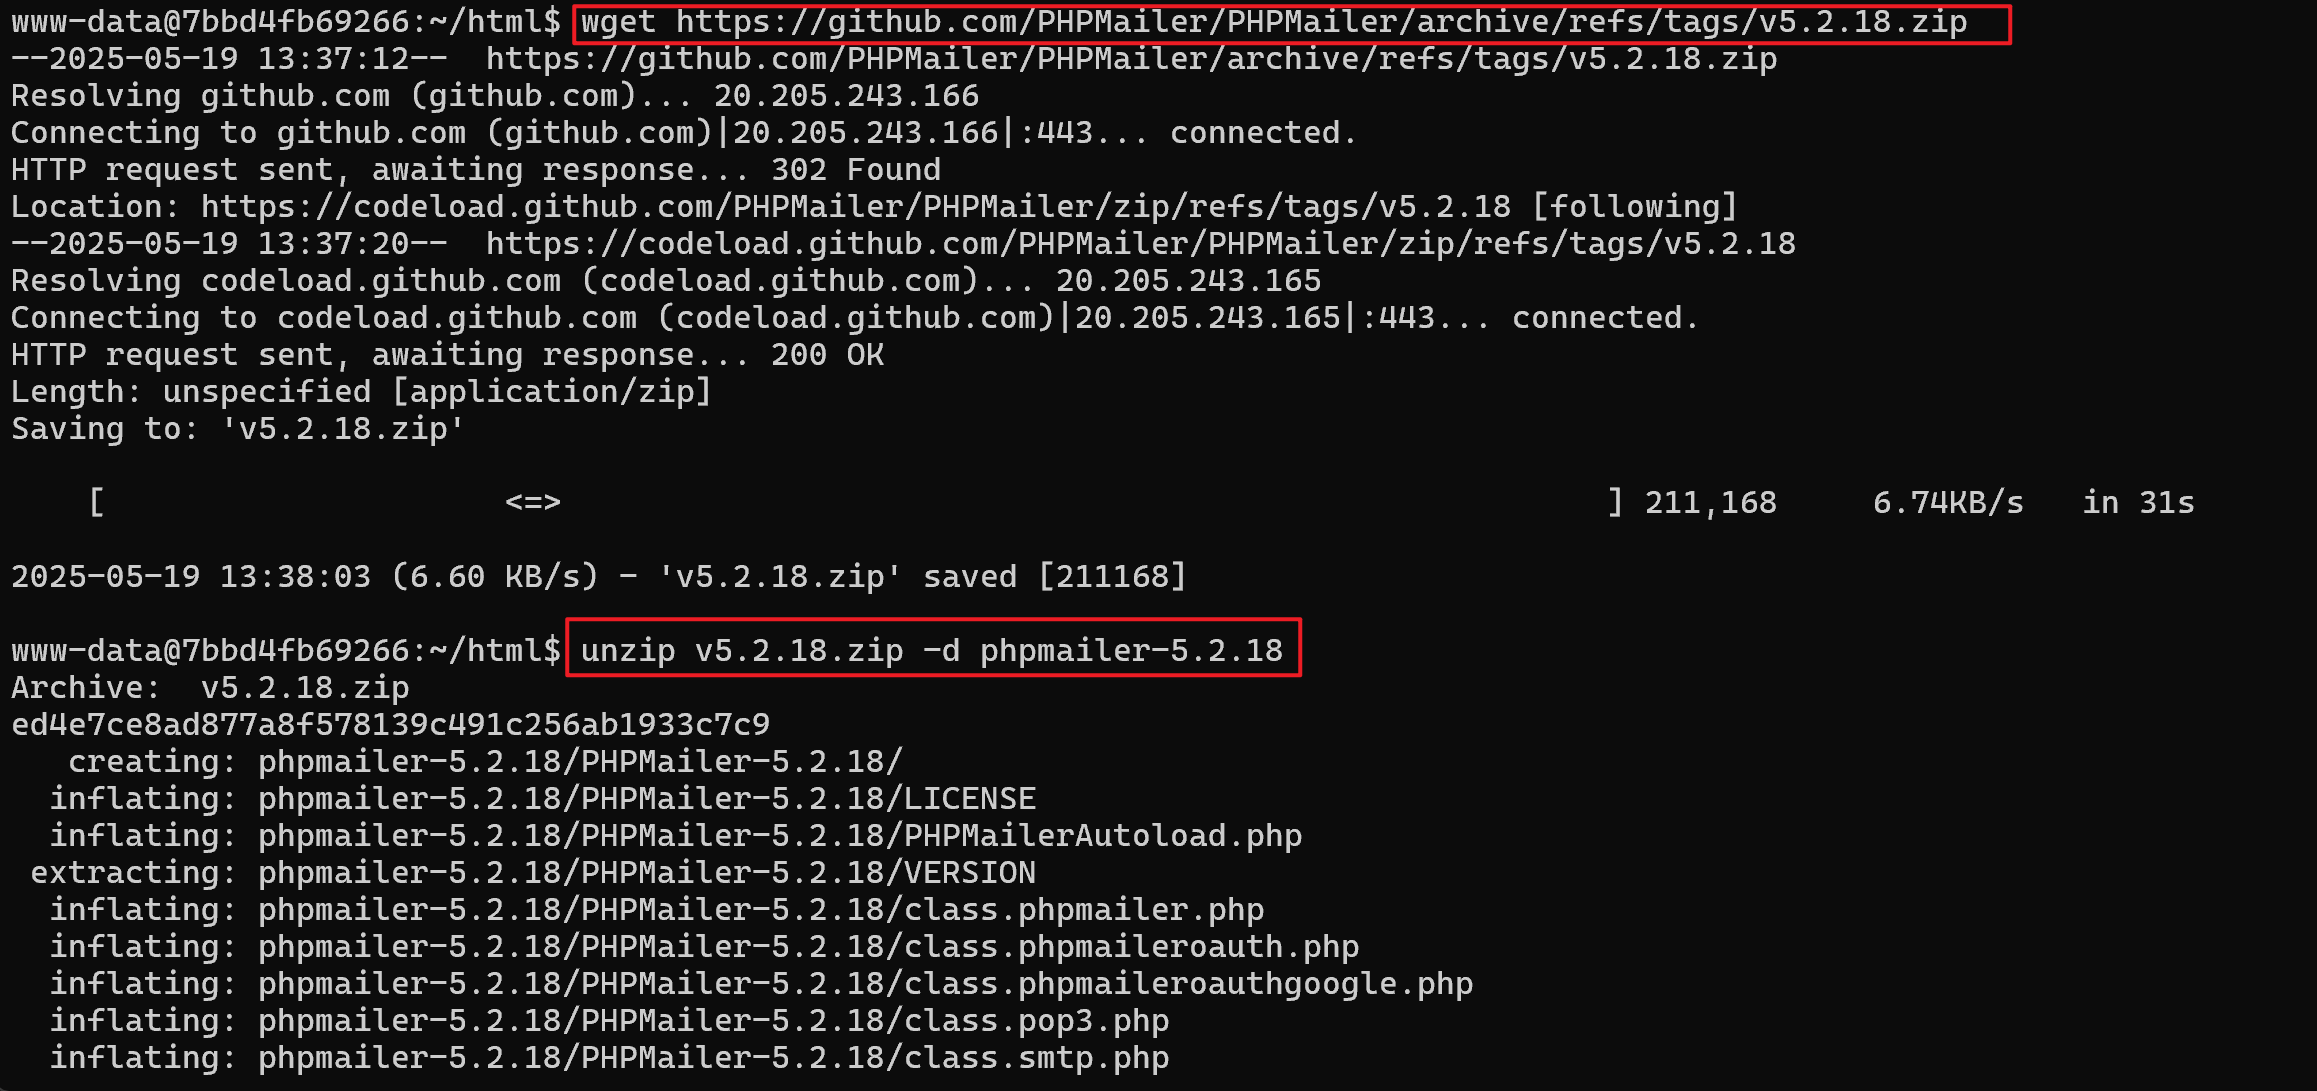 www-data@7bbd4fb69266:~/html$ wget https://github.com/PHPMailer/PHPMailer/archive/refs/tags/v5.2.18.zip
--2025-05-19 13:37:12--  https://github.com/PHPMailer/PHPMailer/archive/refs/tags/v5.2.18.zip
Resolving github.com (github.com)... 20.205.243.166
Connecting to github.com (github.com)|20.205.243.166|:443... connected.
HTTP request sent, awaiting response... 302 Found
Location: https://codeload.github.com/PHPMailer/PHPMailer/zip/refs/tags/v5.2.18 [following]
--2025-05-19 13:37:20--  https://codeload.github.com/PHPMailer/PHPMailer/zip/refs/tags/v5.2.18
Resolving codeload.github.com (codeload.github.com)... 20.205.243.165
Connecting to codeload.github.com (codeload.github.com)|20.205.243.165|:443... connected.
HTTP request sent, awaiting response... 200 OK
Length: unspecified [application/zip]
Saving to: 'v5.2.18.zip'
[ <=> ] 211,168 6.74KB/s in 31s
2025-05-19 13:38:03 (6.60 KB/s) - 'v5.2.18.zip' saved [211168]
www-data@7bbd4fb69266:~/html$ unzip v5.2.18.zip -d phpmailer-5.2.18
Archive:  v5.2.18.zip
ed4e7ce8ad877a8f578139c491c256ab1933c7c9
creating: phpmailer-5.2.18/PHPMailer-5.2.18/
inflating: phpmailer-5.2.18/PHPMailer-5.2.18/LICENSE
inflating: phpmailer-5.2.18/PHPMailer-5.2.18/PHPMailerAutoload.php
extracting: phpmailer-5.2.18/PHPMailer-5.2.18/VERSION
inflating: phpmailer-5.2.18/PHPMailer-5.2.18/class.phpmailer.php
inflating: phpmailer-5.2.18/PHPMailer-5.2.18/class.phpmaileroauth.php
inflating: phpmailer-5.2.18/PHPMailer-5.2.18/class.phpmaileroauthgoogle.php
inflating: phpmailer-5.2.18/PHPMailer-5.2.18/class.pop3.php
inflating: phpmailer-5.2.18/PHPMailer-5.2.18/class.smtp.php